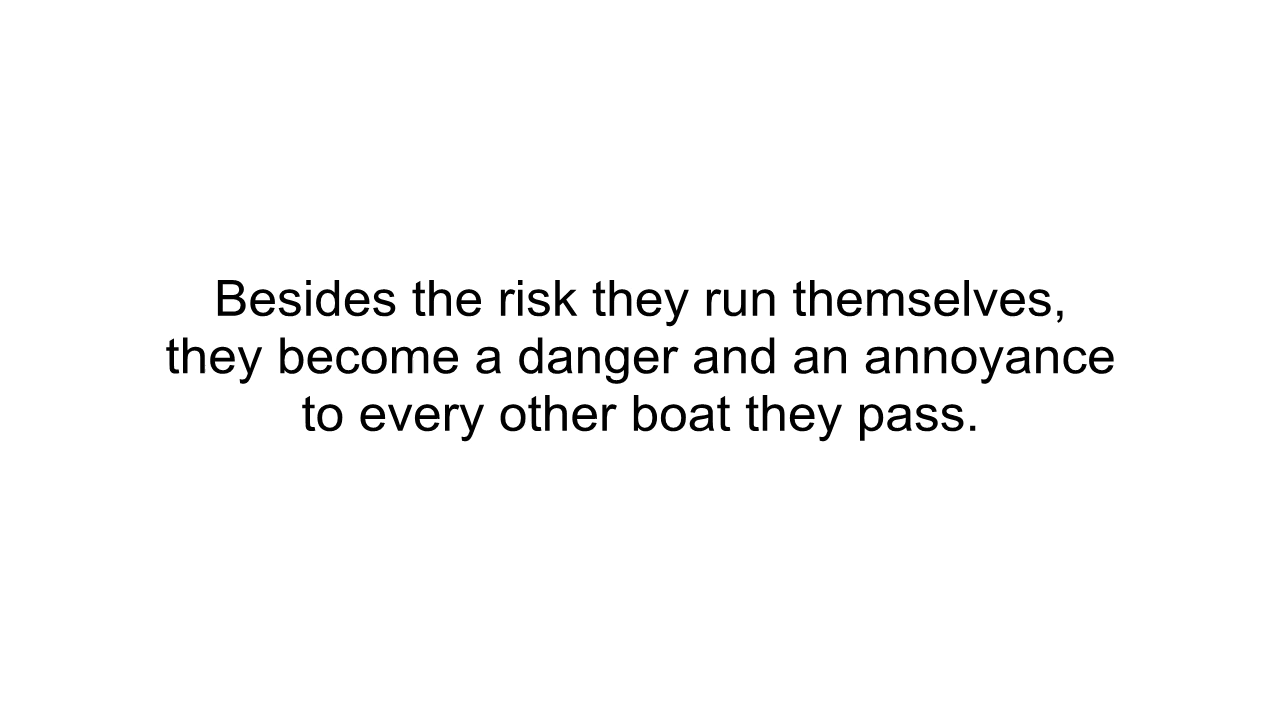 Besides the risk they run themselves,
they become a danger and an annoyance
to every other boat they pass.